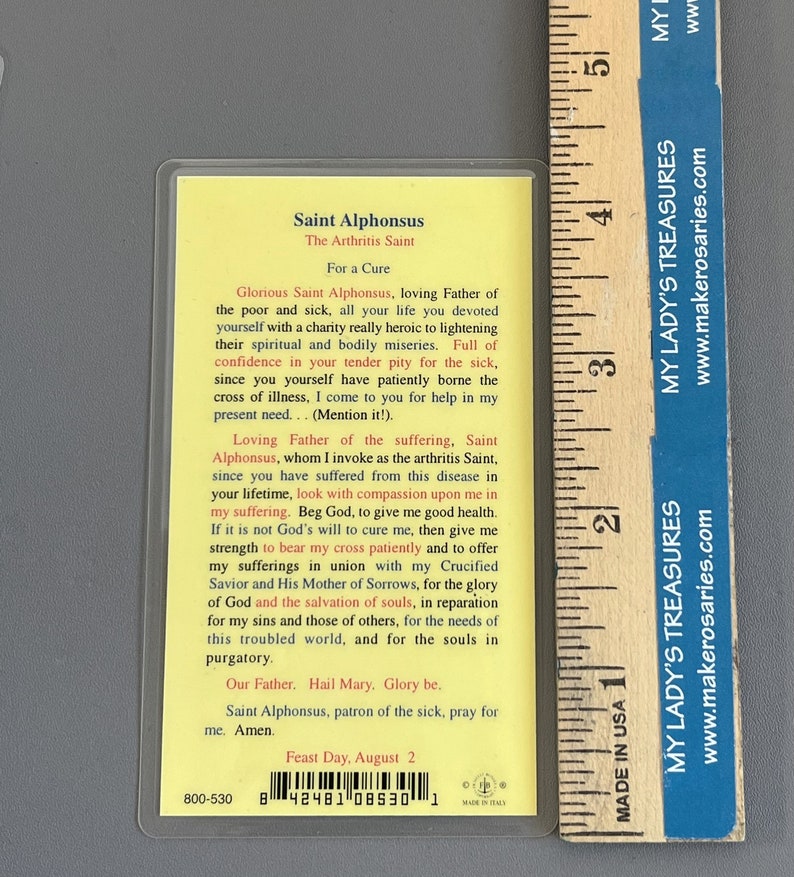 Saint Alphonsus
The Arthritis Saint
For a Cure
Glorious Saint Alphonsus, loving Father of
the poor and sick, all your life you devoted
yourself with a charity really heroic to lightening
their spiritual and bodily miseries. Full of
confidence in your tender pity for the sick,
since you yourself have patiently borne the
cross of illness, I come to you for help in my
present need. . . (Mention it!).
Loving Father of the suffering, Saint
Alphonsus, whom I invoke as the arthritis Saint,
since you have suffered from this disease in
your lifetime, look with compassion upon me in
my suffering. Beg God, to give me good health.
If it is not God's will to cure me, then give me
strength to bear my cross patiently and to offer
my sufferings in union with my Crucified
Savior and His Mother of Sorrows, for the glory
of God and the salvation of souls, in reparation
for my sins and those of others, for the needs of
this troubled world, and for the souls in
purgatory.
Our Father. Hail Mary. Glory be.
Saint Alphonsus, patron of the sick, pray for
me. Amen.
Feast Day, August 2
800-530
8 42481 08530 1
© FB ®
MADE IN ITALY
5
4
3
2
1
MADE IN USA
MY LADY'S TREASURES
www.makerosaries.com
MY LADY'S TREASURES
www.makerosaries.com
MY
www